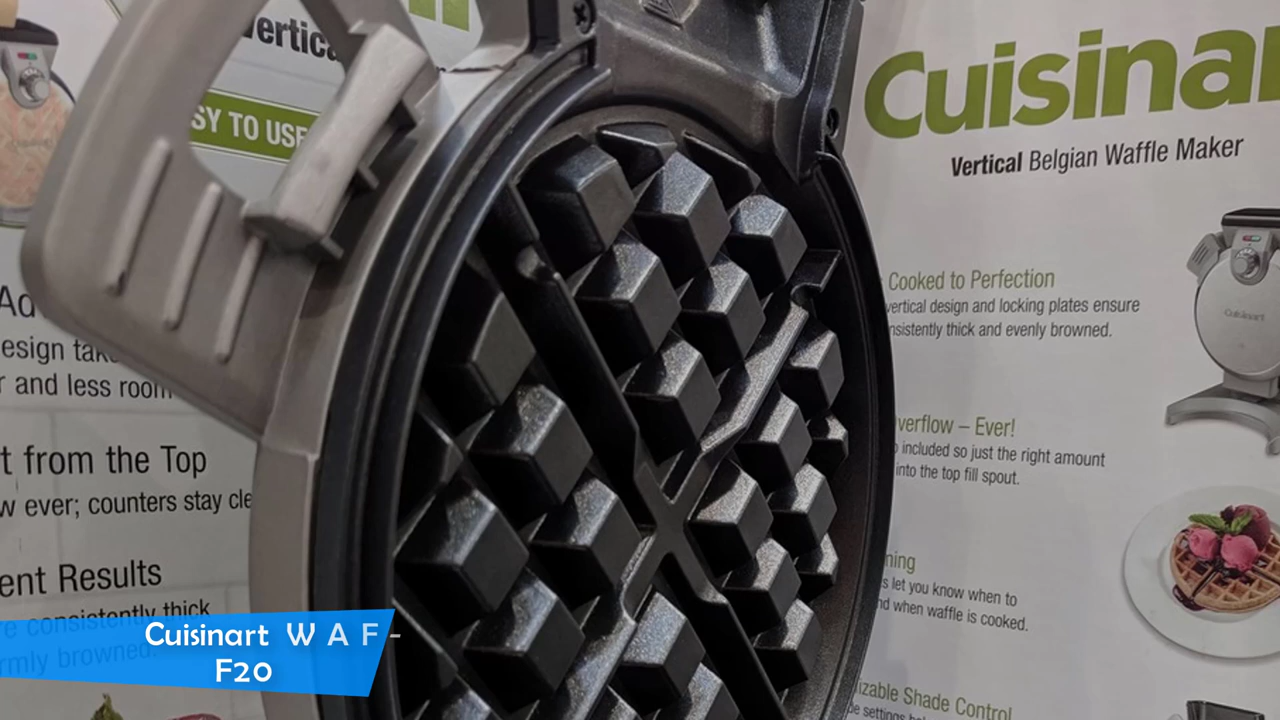 SY TO USE
esign
r and less room
t from the Top
w ever; counters stay cle
ent Results
re consistently thick
rmly browned.
Cuisinart W A F -
F20
Cuisinar
Vertical Belgian Waffle Maker
Cooked to Perfection
vertical design and locking plates ensure
nsistently thick and evenly browned.
verflow – Ever!
included so just the right amount
into the top fill spout.
ning
s let you know when to
nd when waffle is cooked.
izable Shade Control
Cuisinart